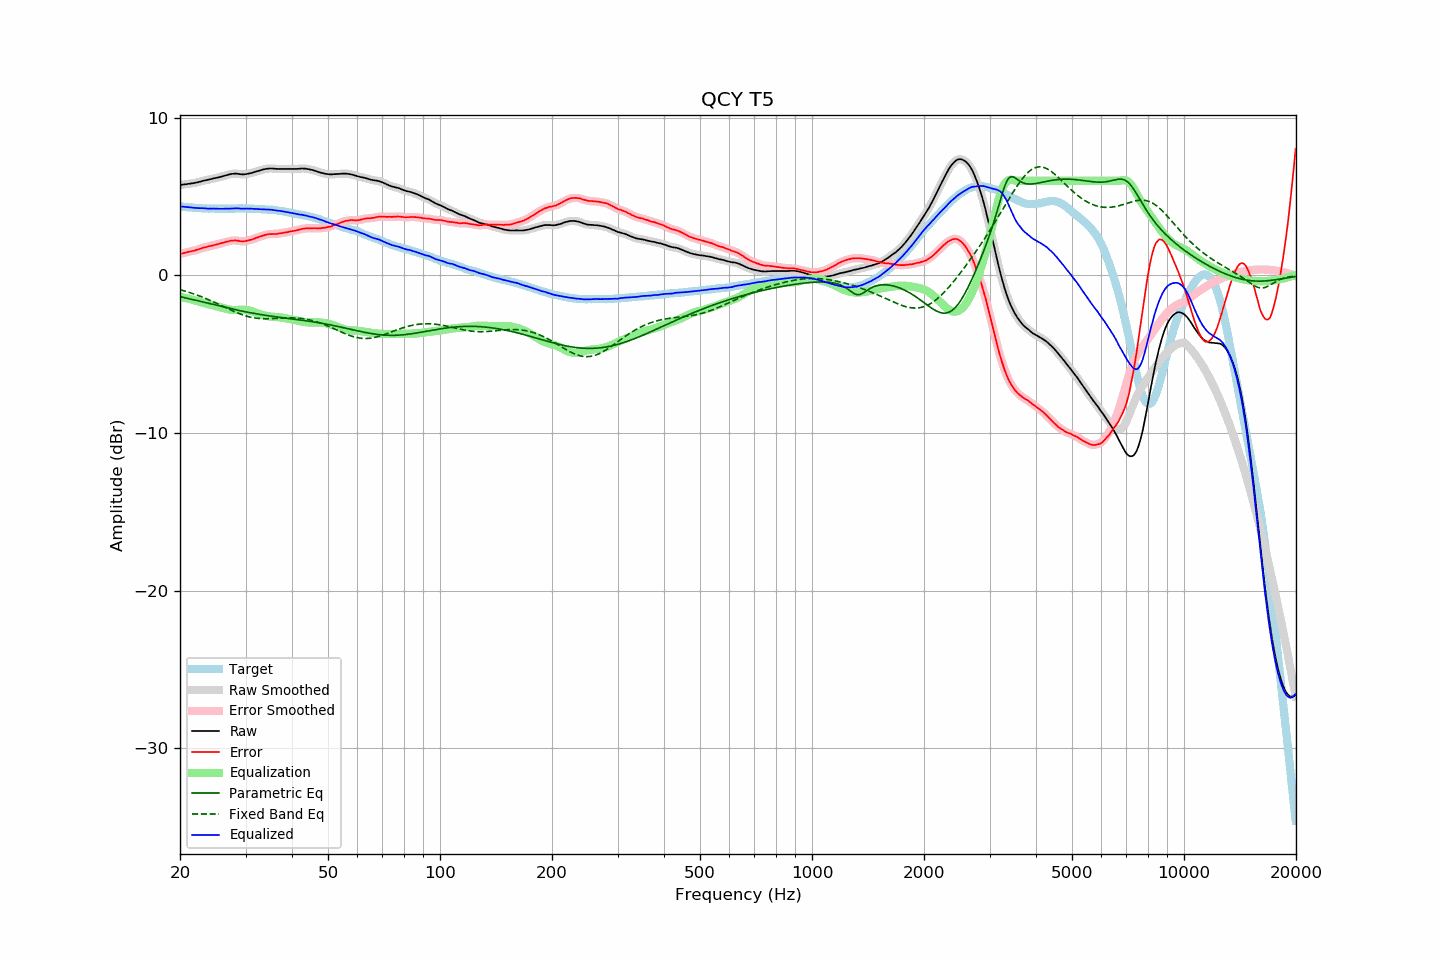 QCY T5
10
0
−10
−20
−30
Amplitude (dBr)
Target
Raw Smoothed
Error Smoothed
Raw
Error
Equalization
Parametric Eq
Fixed Band Eq
Equalized
20 50 100 200 500 1000 2000 5000 10000 20000
Frequency (Hz)